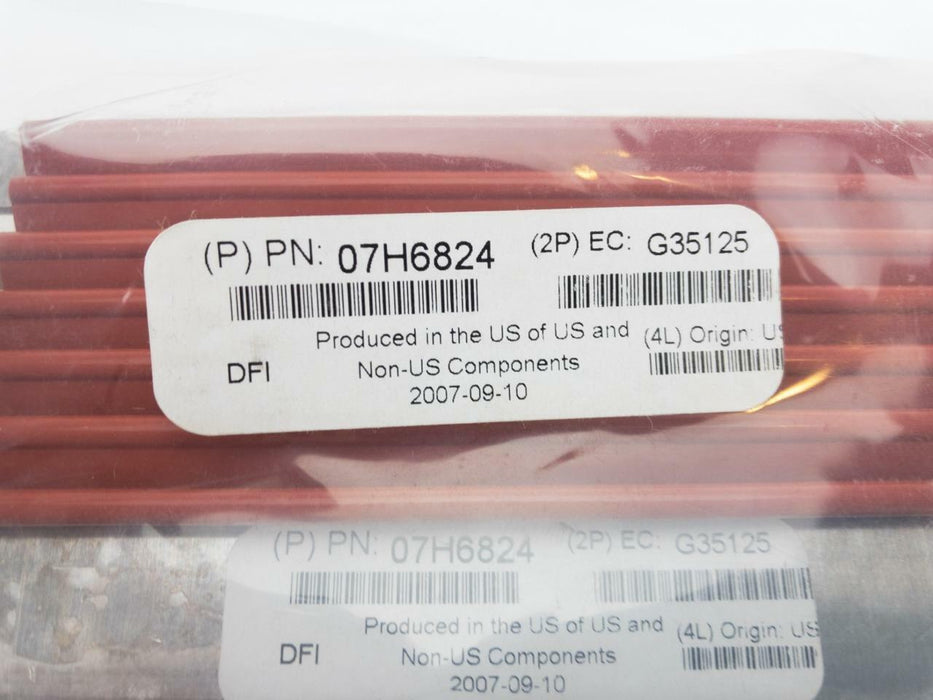 (P) PN: 07H6824 (2P) EC: G35125
Produced in the US of US and (4L) Origin: US
DFI Non-US Components
2007-09-10
(P) PN: 07H6824 (2P) EC: G35125
Produced in the US of US and (4L) Origin: US
DFI Non-US Components
2007-09-10